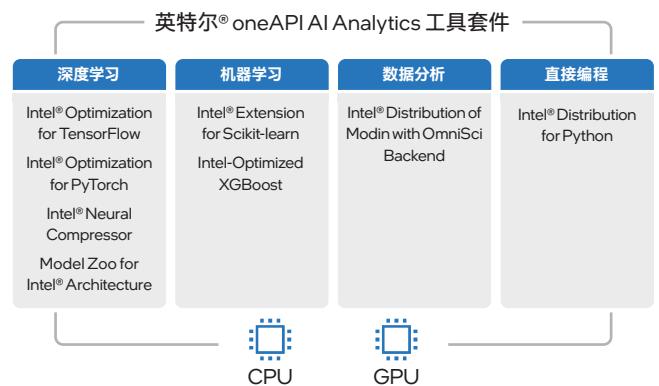 英特尔® oneAPI AI Analytics 工具套件
深度学习
Intel® Optimization
for TensorFlow
Intel® Optimization
for PyTorch
Intel® Neural
Compressor
Model Zoo for
Intel® Architecture
机器学习
Intel® Extension
for Scikit-learn
Intel-Optimized
XGBoost
数据分析
Intel® Distribution of
Modin with OmniSci
Backend
直接编程
Intel® Distribution
for Python
CPU
GPU